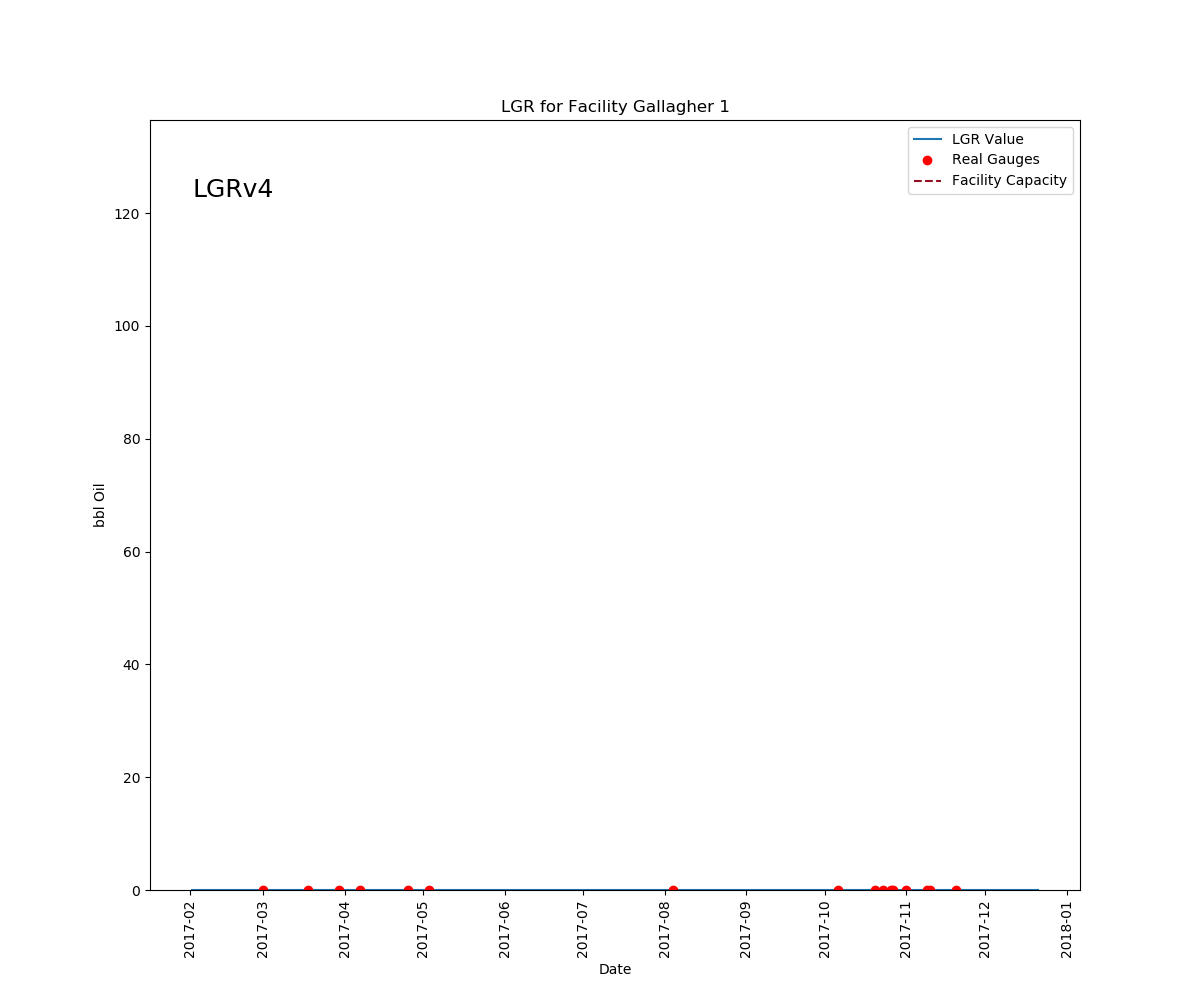 LGR for Facility Gallagher 1
LGR Value
Real Gauges
Facility Capacity
LGRv4
120
100
80
60
40
20
0
bbl Oil
2017-02
2017-03
2017-04
2017-05
2017-06
2017-07
2017-08
2017-09
2017-10
2017-11
2017-12
2018-01
Date